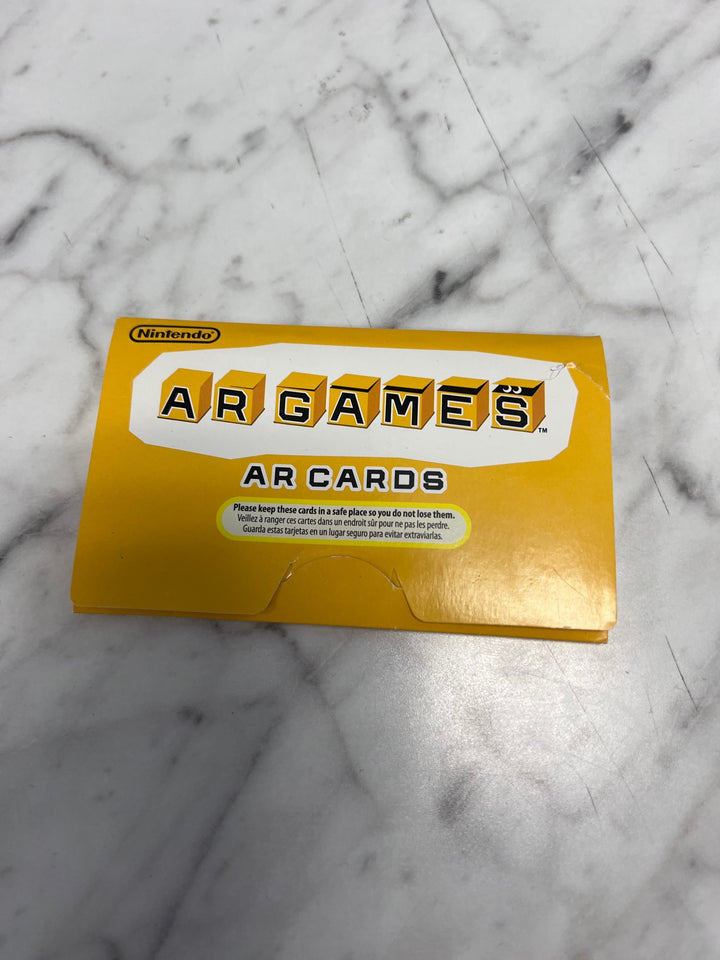 Nintendo®
AR GAMES™
AR CARDS
Please keep these cards in a safe place so you do not lose them.
Veillez à ranger ces cartes dans un endroit sûr pour ne pas les perdre.
Guarda estas tarjetas en un lugar seguro para evitar extraviarlas.